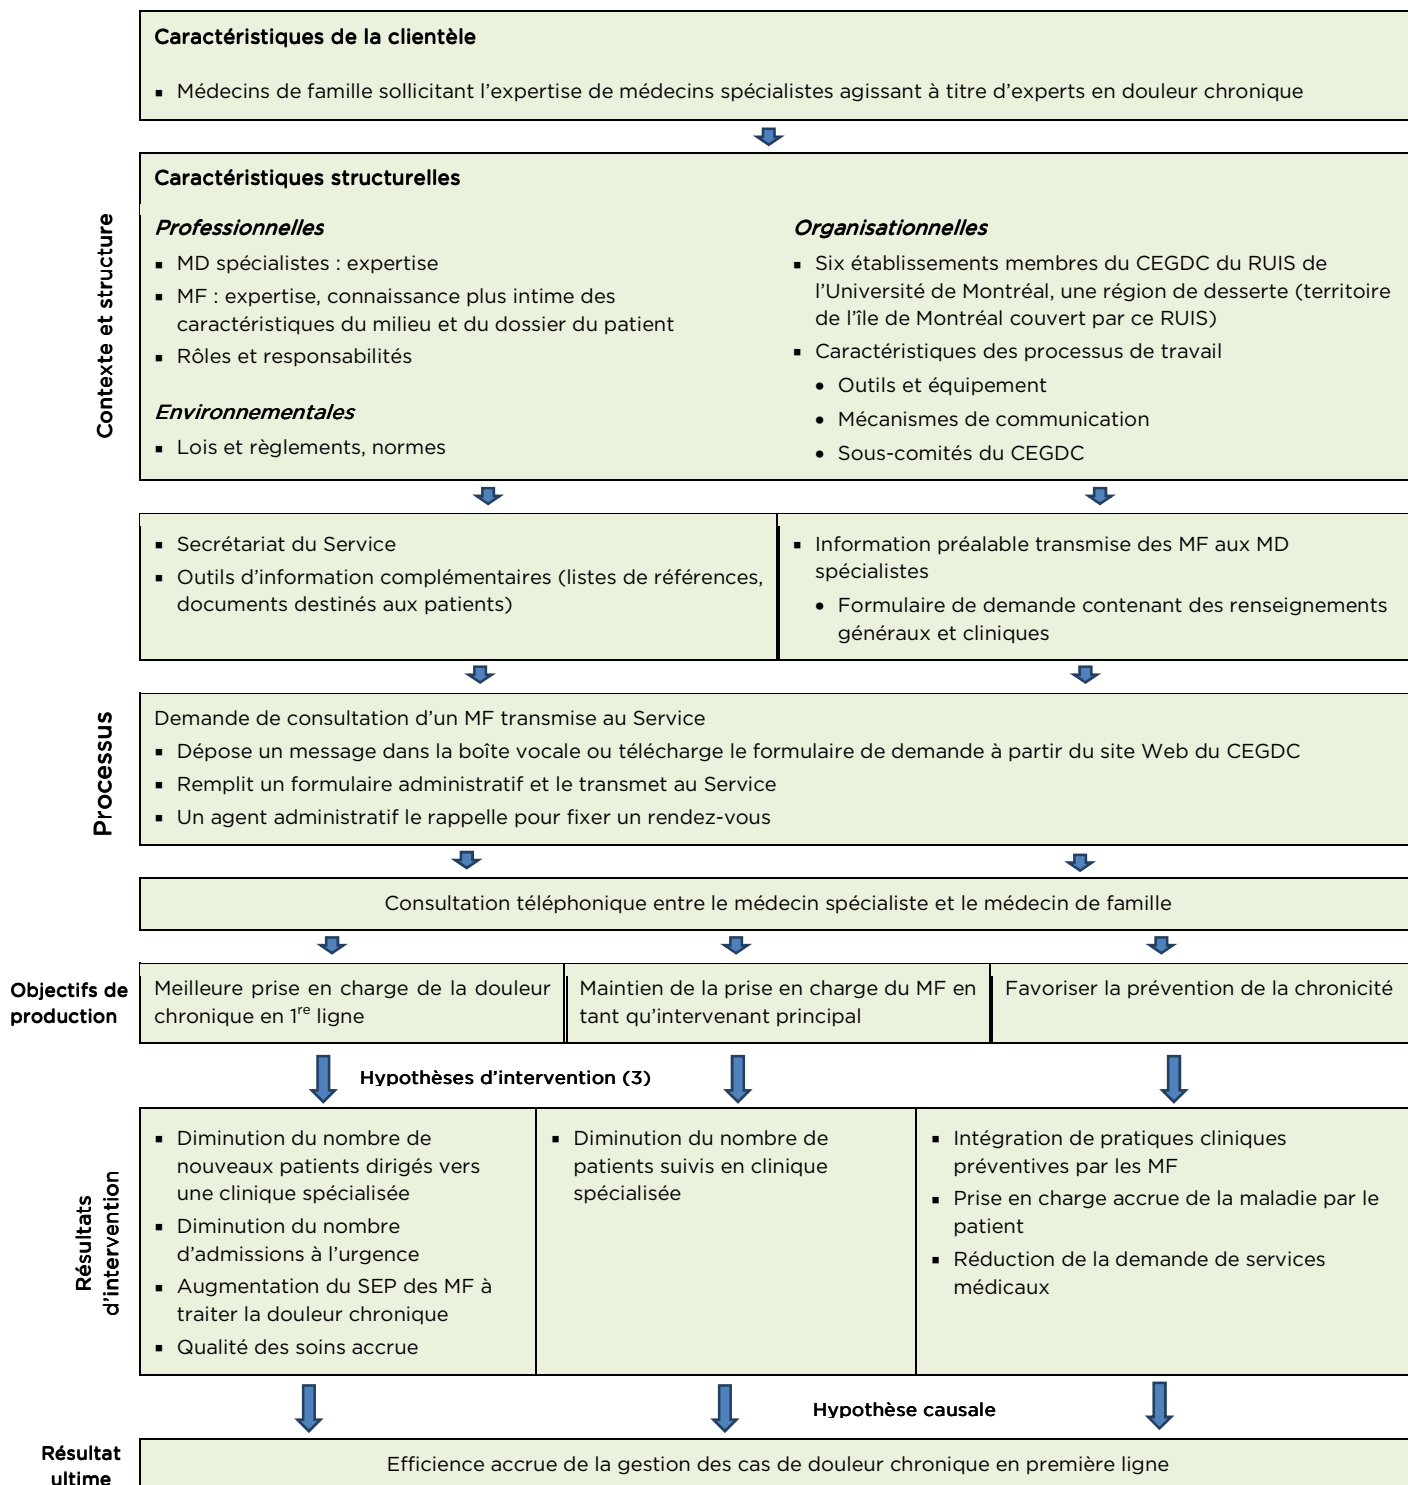 Caractéristiques de la clientèle
▪ Médecins de famille sollicitant l’expertise de médecins spécialistes agissant à titre d’experts en douleur chronique
Contexte et structure
Caractéristiques structurelles
Professionnelles
▪ MD spécialistes : expertise
▪ MF : expertise, connaissance plus intime des
caractéristiques du milieu et du dossier du patient
▪ Rôles et responsabilités
Environnementales
▪ Lois et règlements, normes
Organisationnelles
▪ Six établissements membres du CEGDC du RUIS de
l’Université de Montréal, une région de desserte (territoire
de l’île de Montréal couvert par ce RUIS)
▪ Caractéristiques des processus de travail
• Outils et équipement
• Mécanismes de communication
• Sous-comités du CEGDC
▪ Secrétariat du Service
▪ Outils d’information complémentaires (listes de références,
documents destinés aux patients)
▪ Information préalable transmise des MF aux MD
spécialistes
• Formulaire de demande contenant des renseignements
généraux et cliniques
Processus
Demande de consultation d’un MF transmise au Service
▪ Dépose un message dans la boîte vocale ou télécharge le formulaire de demande à partir du site Web du CEGDC
▪ Remplit un formulaire administratif et le transmet au Service
▪ Un agent administratif le rappelle pour fixer un rendez-vous
Consultation téléphonique entre le médecin spécialiste et le médecin de famille
Objectifs de
production
Meilleure prise en charge de la douleur
chronique en 1re ligne
Maintien de la prise en charge du MF en
tant qu’intervenant principal
Favoriser la prévention de la chronicité
Hypothèses d’intervention (3)
Résultats
d’intervention
▪ Diminution du nombre de
nouveaux patients dirigés vers
une clinique spécialisée
▪ Diminution du nombre
d’admissions à l’urgence
▪ Augmentation du SEP des MF à
traiter la douleur chronique
▪ Qualité des soins accrue
▪ Diminution du nombre de
patients suivis en clinique
spécialisée
▪ Intégration de pratiques cliniques
préventives par les MF
▪ Prise en charge accrue de la maladie par le
patient
▪ Réduction de la demande de services
médicaux
Hypothèse causale
Résultat
ultime
Efficience accrue de la gestion des cas de douleur chronique en première ligne